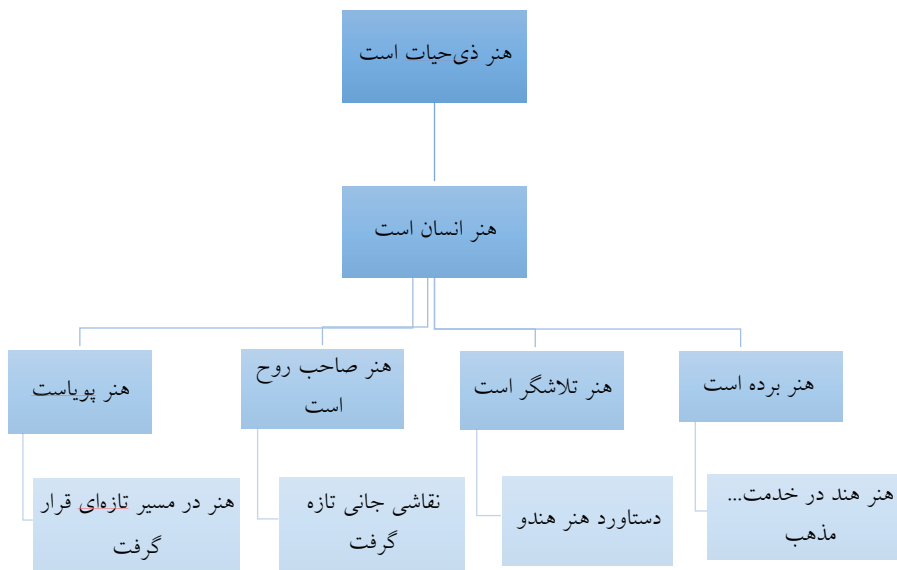 هنر ذی‌حیات است
هنر انسان است
هنر برده است
هنر تلاشگر است
هنر صاحب روح
است
هنر پویاست
هنر هند در خدمت...
مذهب
دستاورد هنر هندو
نقاشی جانی تازه
گرفت
هنر در مسیر تازه‌ای قرار
گرفت